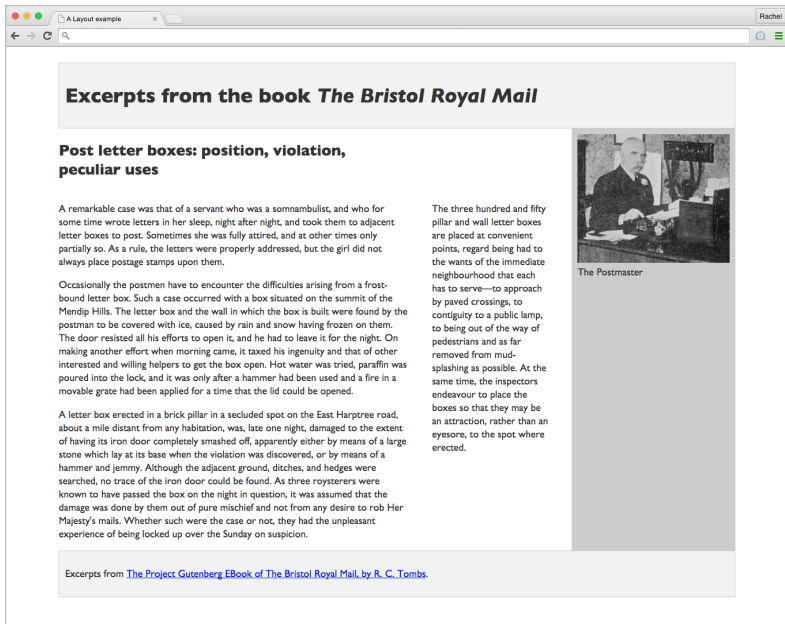 A Layout example
Rachel
Excerpts from the book The Bristol Royal Mail
Post letter boxes: position, violation,
peculiar uses
A remarkable case was that of a servant who was a somnambulist, and who for
some time wrote letters in her sleep, night after night, and took them to adjacent
letter boxes to post. Sometimes she was fully attired, and at other times only
partially so. As a rule, the letters were properly addressed, but the girl did not
always place postage stamps upon them.
Occasionally the postmen have to encounter the difficulties arising from a frost-
bound letter box. Such a case occurred with a box situated on the summit of the
Mendip Hills. The letter box and the wall in which the box is built were found by the
postman to be covered with ice, caused by rain and snow having frozen on them.
The door resisted all his efforts to open it, and he had to leave it for the night. On
making another effort when morning came, it taxed his ingenuity and that of other
interested and willing helpers to get the box open. Hot water was tried, paraffin was
poured into the lock, and it was only after a hammer had been used and a fire in a
movable grate had been applied for a time that the lid could be opened.
A letter box erected in a brick pillar in a secluded spot on the East Harptree road,
about a mile distant from any habitation, was, late one night, damaged to the extent
of having its iron door completely smashed off, apparently either by means of a large
stone which lay at its base when the violation was discovered, or by means of a
hammer and jemmy. Although the adjacent ground, ditches, and hedges were
searched, no trace of the iron door could be found. As three roysterers were
known to have passed the box on the night in question, it was assumed that the
damage was done by them out of pure mischief and not from any desire to rob Her
Majesty's mails. Whether such were the case or not, they had the unpleasant
experience of being locked up over the Sunday on suspicion.
The three hundred and fifty
pillar and wall letter boxes
are placed at convenient
points, regard being had to
the wants of the immediate
neighbourhood that each
has to serve—to approach
by paved crossings, to
contiguity to a public lamp,
to being out of the way of
pedestrians and as far
removed from mud-
splashing as possible. At the
same time, the inspectors
endeavour to place the
boxes so that they may be
an attraction, rather than an
eyesore, to the spot where
erected.
The Postmaster
Excerpts from The Project Gutenberg EBook of The Bristol Royal Mail, by R. C. Tombs.